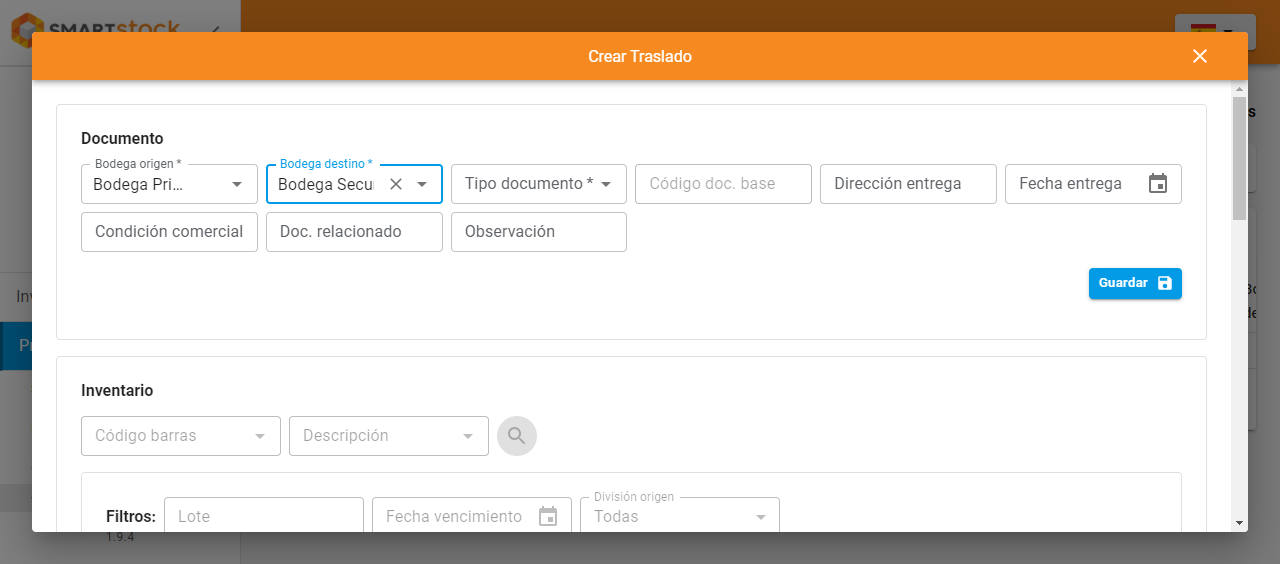 SMARTstock
Crear Traslado
Documento
Bodega origen *
Bodega Pri...
Bodega destino *
Bodega Secu
Tipo documento *
Código doc. base
Dirección entrega
Fecha entrega
Condición comercial
Doc. relacionado
Observación
Guardar
Inventario
Código barras
Descripción
Filtros:
Lote
Fecha vencimiento
División origen
Todas
1.9.4